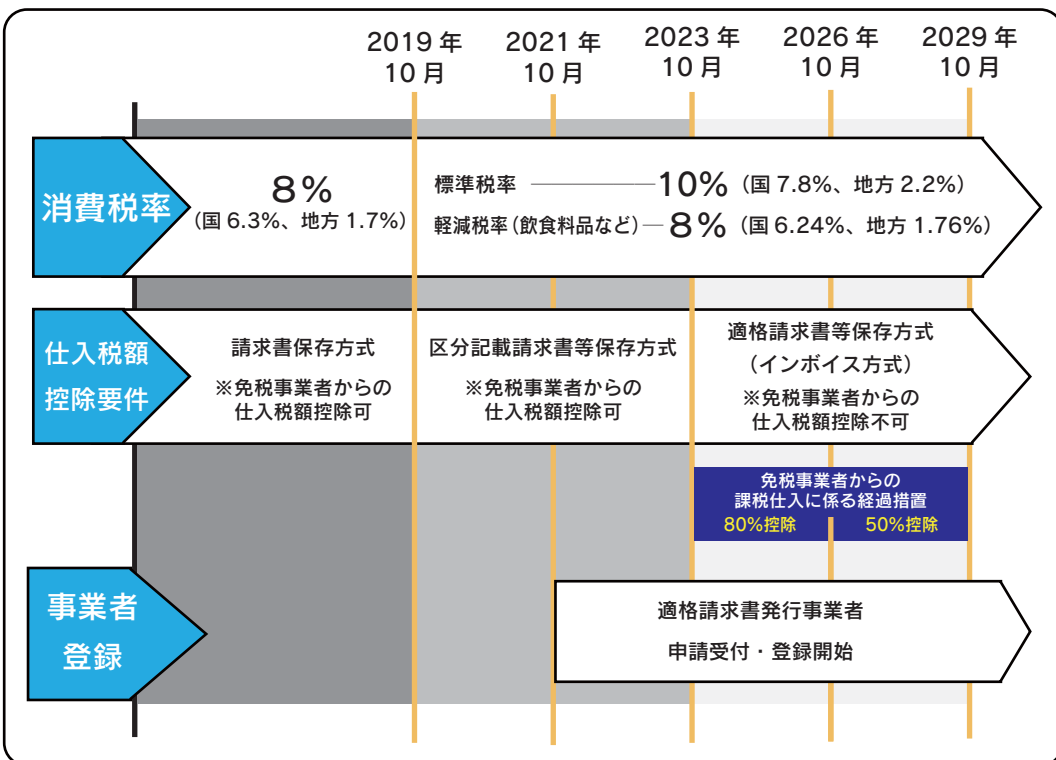 2019 年
10 月
2021 年
10 月
2023 年
10 月
2026 年
10 月
2029 年
10 月
消費税率
8%
(国 6.3%、地方 1.7%)
標準税率 10% (国 7.8%、地方 2.2%)
軽減税率(飲食料品など) 8% (国 6.24%、地方 1.76%)
仕入税額
控除要件
請求書保存方式
※免税事業者からの
仕入税額控除可
区分記載請求書等保存方式
※免税事業者からの
仕入税額控除可
適格請求書等保存方式
(インボイス方式)
※免税事業者からの
仕入税額控除不可
免税事業者からの
課税仕入に係る経過措置
80%控除 50%控除
事業者
登録
適格請求書発行事業者
申請受付・登録開始